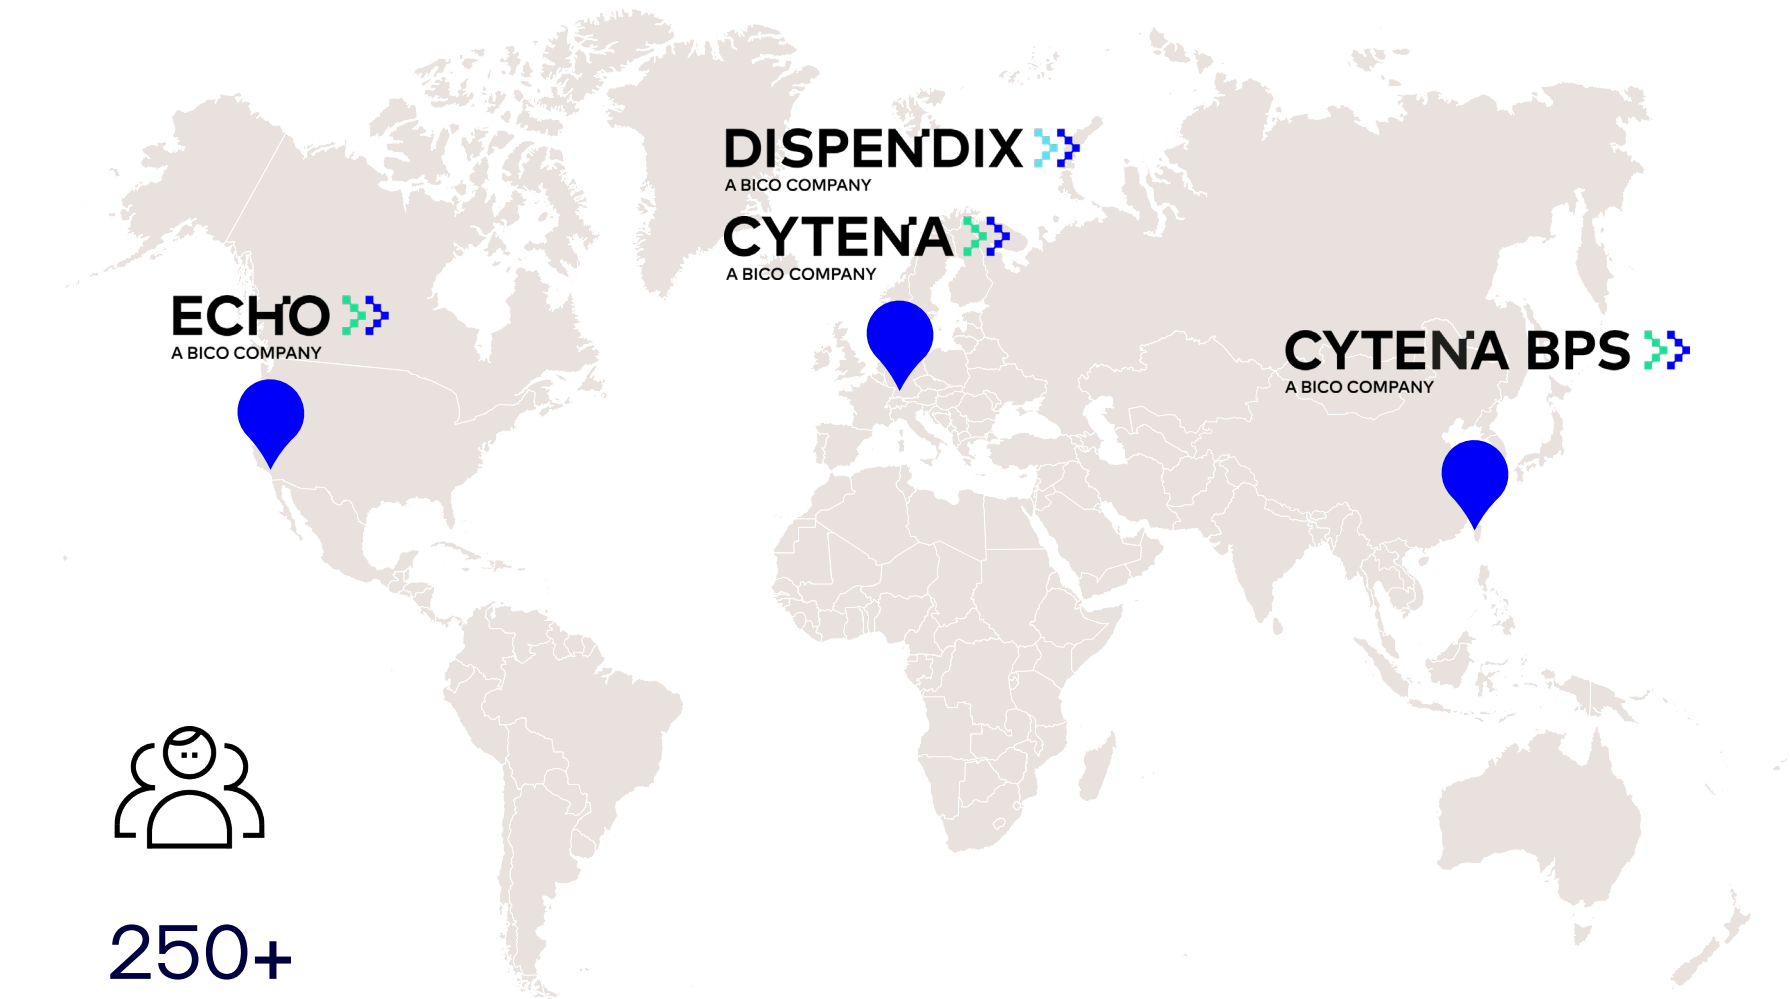 DISPENDIX
A BICO COMPANY
CYTENA
A BICO COMPANY
ECHO
A BICO COMPANY
CYTENA BPS
A BICO COMPANY
250+